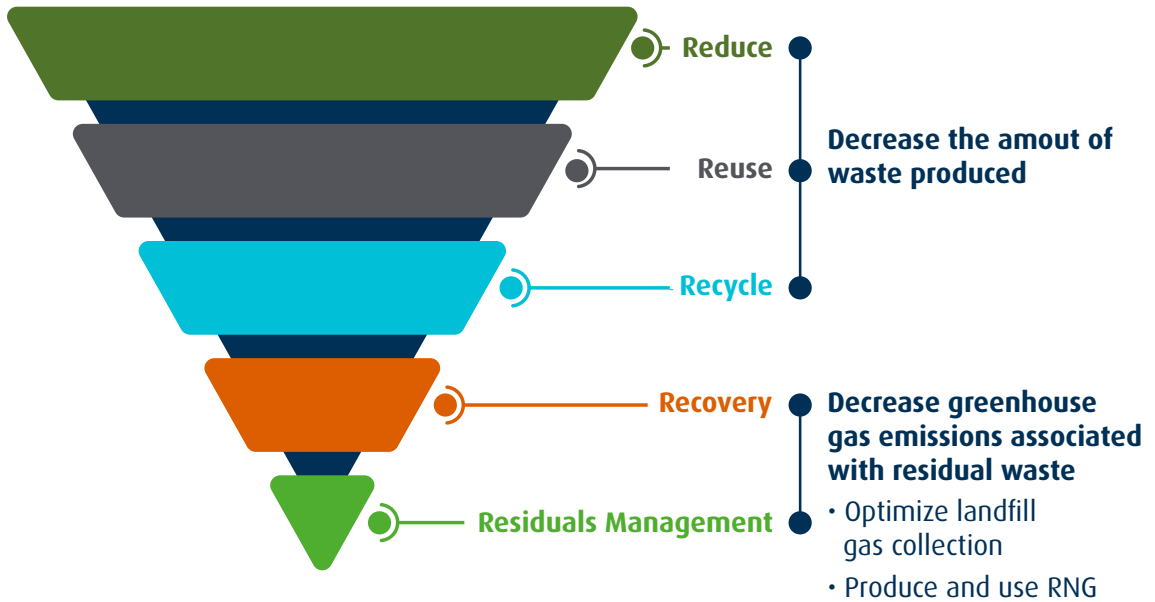 Reduce
Reuse
Recycle
Decrease the amout of
waste produced
Recovery
Residuals Management
Decrease greenhouse
gas emissions associated
with residual waste
· Optimize landfill
gas collection
· Produce and use RNG